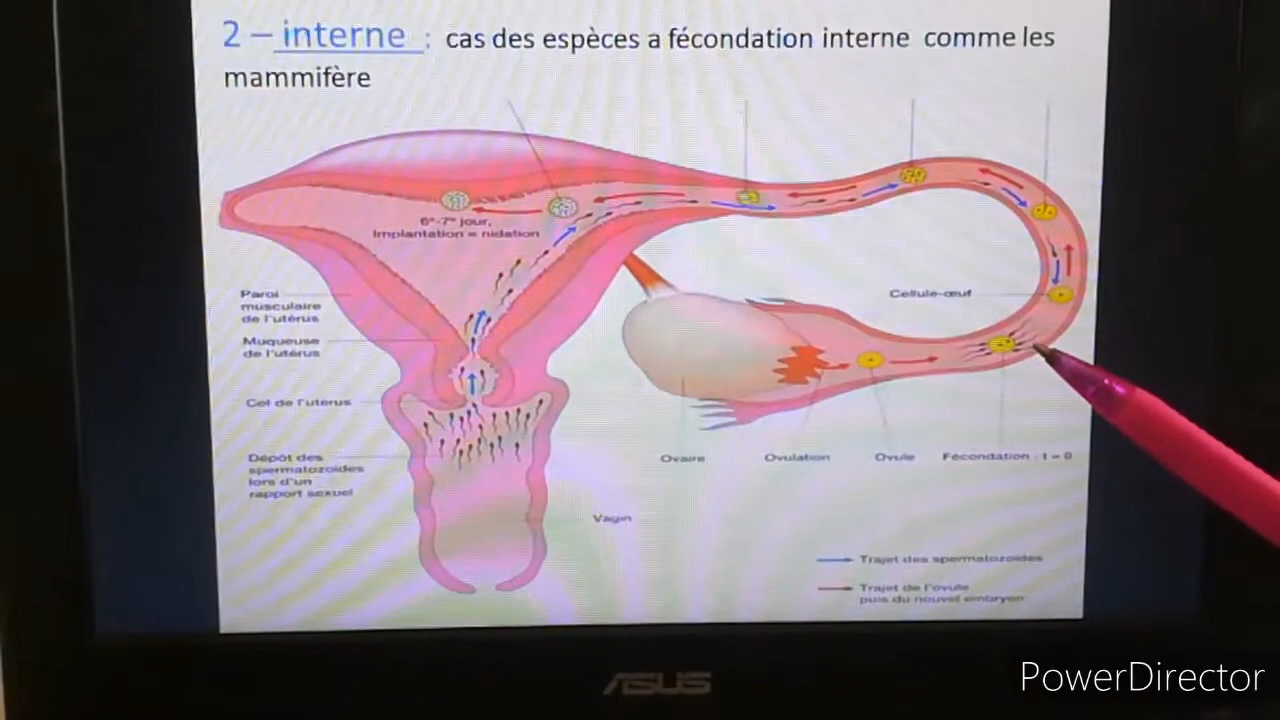 2 – interne : cas des espèces a fécondation interne comme les
mammifère
6ᵉ-7ᵉ jour,
Implantation = nidation
Paroi
musculaire
de l'utérus
Muqueuse
de l'utérus
Cellule-œuf
Col de l'utérus
Dépôt des
spermatozoïdes
lors d'un
rapport sexuel
Ovaire
Ovulation
Ovule
Fécondation : t = 0
Vagin
Trajet des spermatozoïdes
Trajet de l'ovule
puis du nouvel embryon
ASUS
PowerDirector